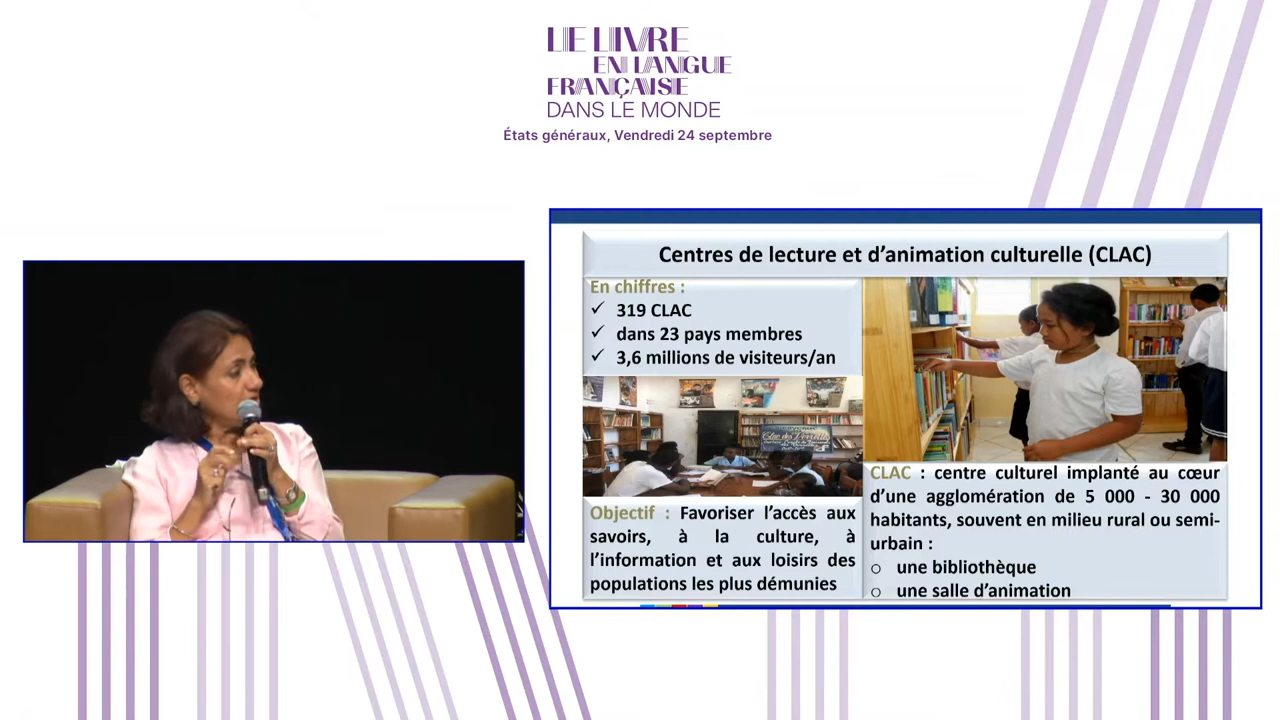 LE LIVRE
EN LANGUE
FRANÇAISE
DANS LE MONDE
États généraux, Vendredi 24 septembre
Centres de lecture et d’animation culturelle (CLAC)
En chiffres :
✓ 319 CLAC
✓ dans 23 pays membres
✓ 3,6 millions de visiteurs/an
Objectif : Favoriser l’accès aux
savoirs, à la culture, à
l’information et aux loisirs des
populations les plus démunies
CLAC : centre culturel implanté au cœur
d’une agglomération de 5 000 - 30 000
habitants, souvent en milieu rural ou semi-
urbain :
o une bibliothèque
o une salle d’animation